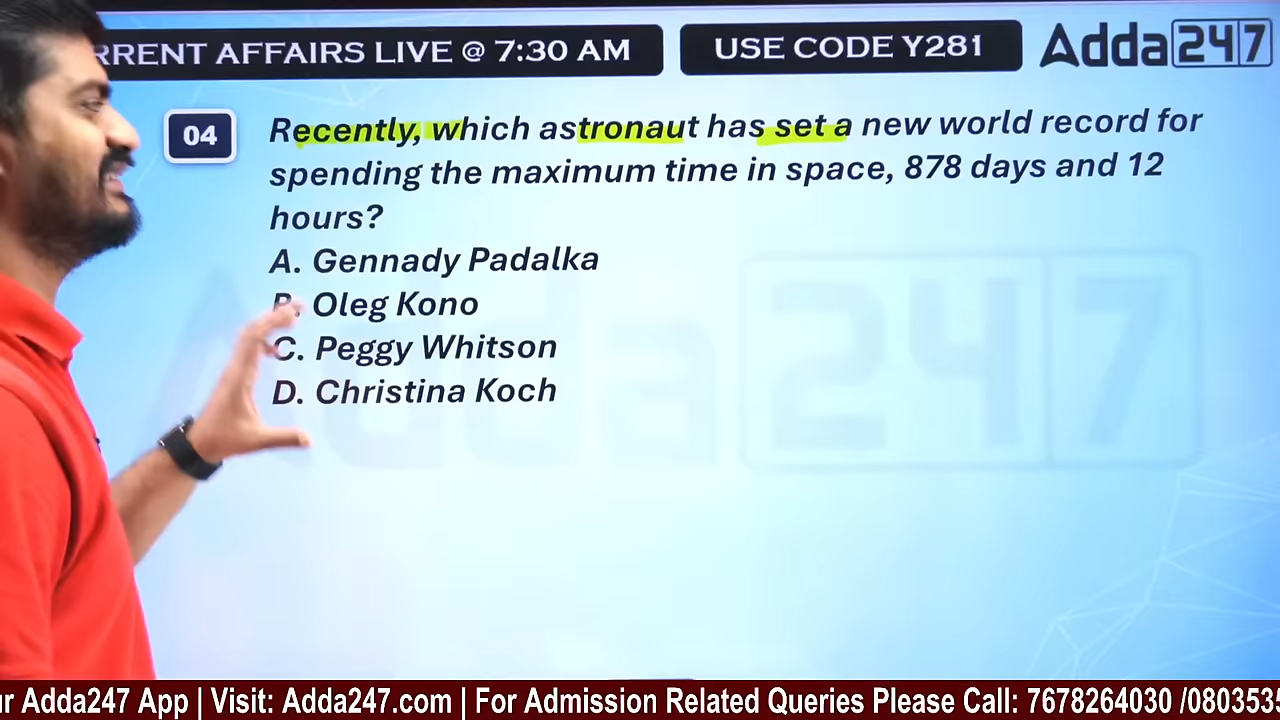 RRENT AFFAIRS LIVE @ 7:30 AM
USE CODE Y281
Adda247
04
Recently, which astronaut has set a new world record for
spending the maximum time in space, 878 days and 12
hours?
A. Gennady Padalka
B. Oleg Kono
C. Peggy Whitson
D. Christina Koch
Adda247
ur Adda247 App | Visit: Adda247.com | For Admission Related Queries Please Call: 7678264030 /080353